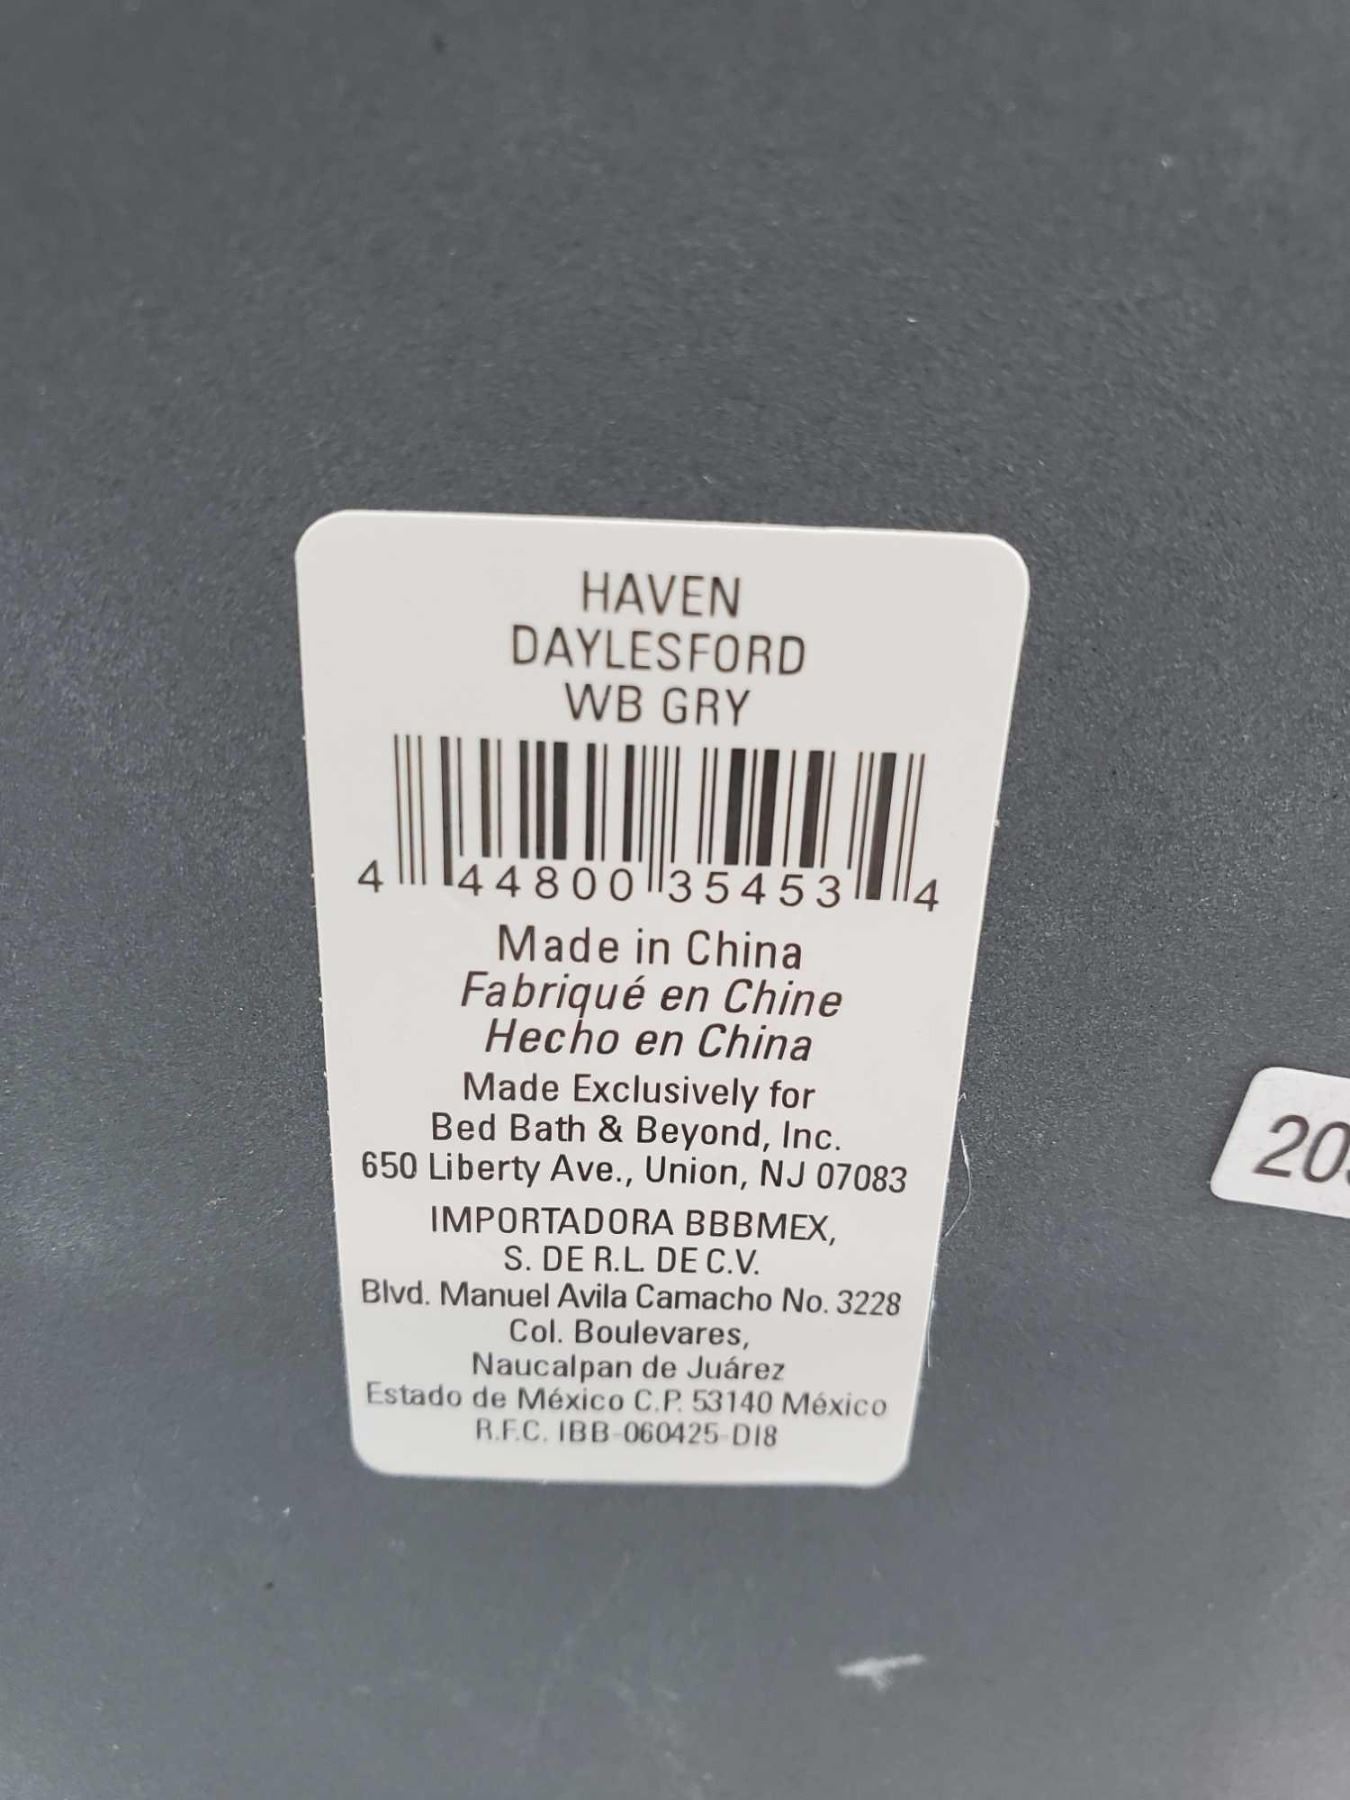 HAVEN
DAYLESFORD
WB GRY
4 44800 35453 4
Made in China
Fabriqué en Chine
Hecho en China
Made Exclusively for
Bed Bath & Beyond, Inc.
650 Liberty Ave., Union, NJ 07083
IMPORTADORA BBBMEX,
S. DE R.L. DE C.V.
Blvd. Manuel Avila Camacho No. 3228
Col. Boulevares,
Naucalpan de Juárez
Estado de México C.P. 53140 México
R.F.C. IBB-060425-DI8